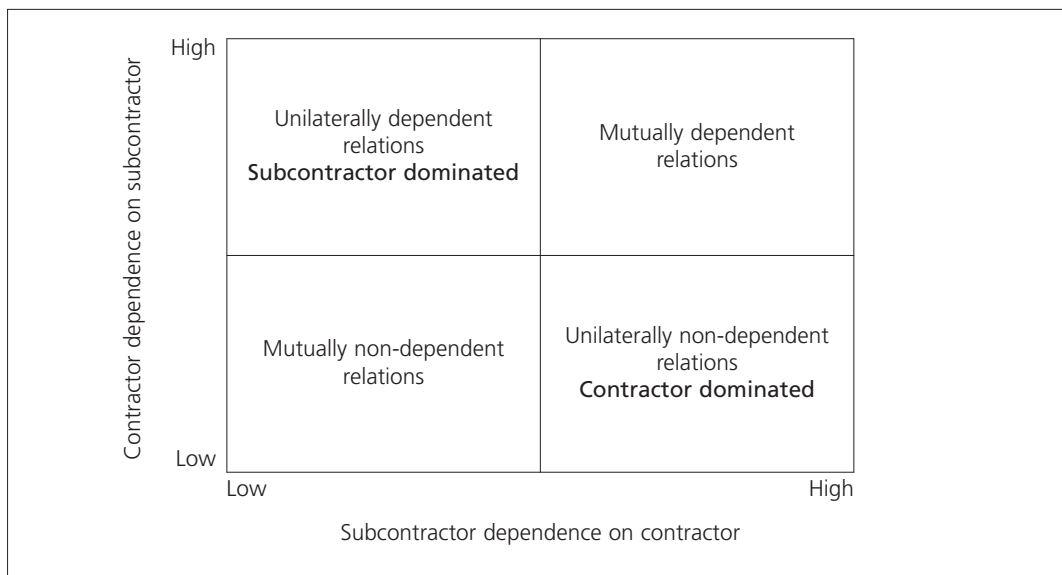 Contractor dependence on subcontractor
High
Unilaterally dependent
relations
Subcontractor dominated
Mutually dependent
relations
Mutually non-dependent
relations
Unilaterally non-dependent
relations
Contractor dominated
Low
Low
High
Subcontractor dependence on contractor